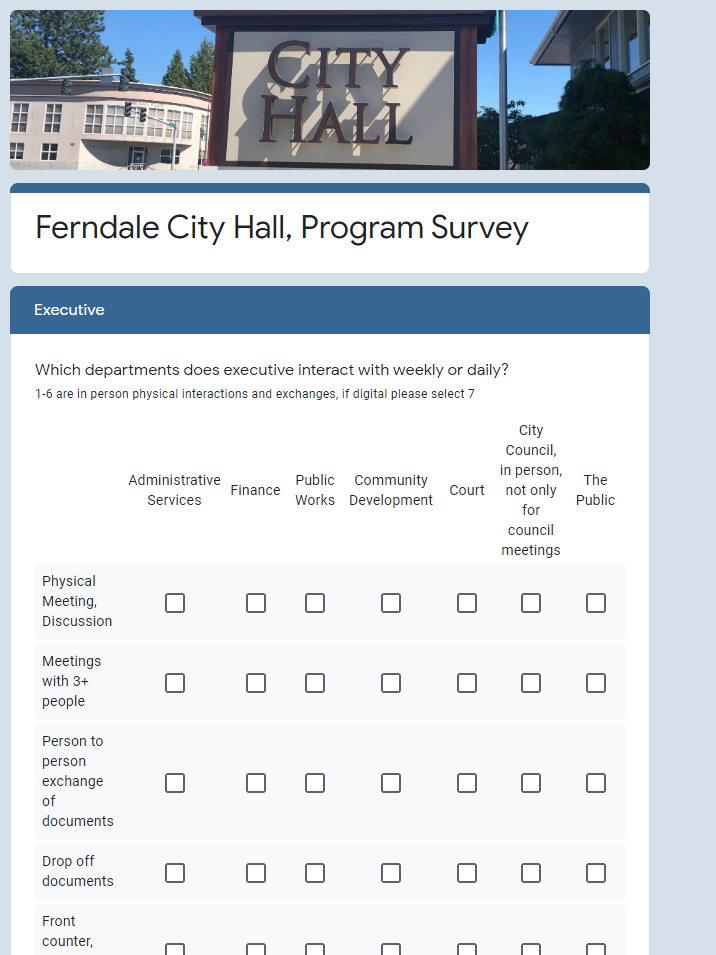 CITY
HALL
Ferndale City Hall, Program Survey
Executive
Which departments does executive interact with weekly or daily?
1-6 are in person physical interactions and exchanges, if digital please select 7
Administrative
Services
Finance
Public
Works
Community
Development
Court
City
Council,
in person,
not only
for
council
meetings
The
Public
Physical
Meeting,
Discussion
Meetings
with 3+
people
Person to
person
exchange
of
documents
Drop off
documents
Front
counter,